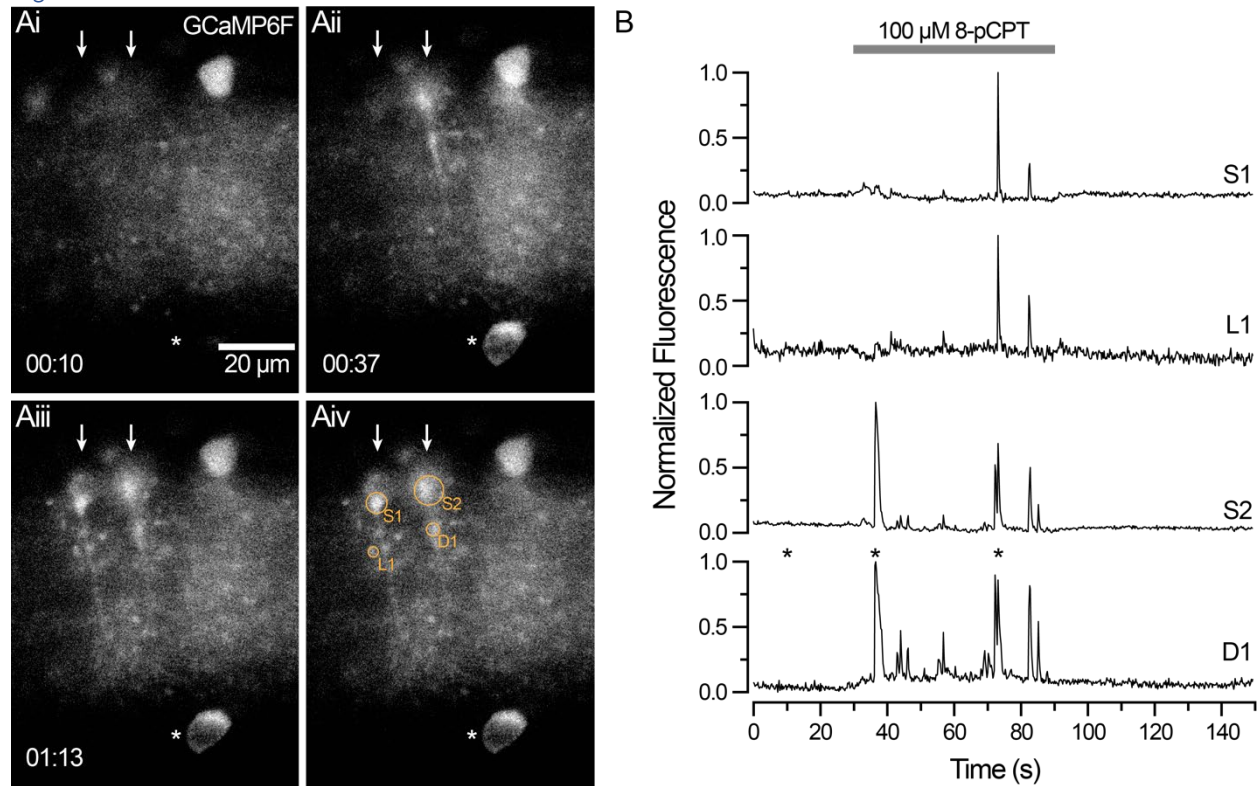 Ai
GCaMP6F
*
00:10
20 µm
Aii
*
00:37
Aiii
*
01:13
Aiv
S1
S2
D1
L1
*
B
100 µM 8-pCPT
Normalized Fluorescence
1.0
0.5
0.0
S1
1.0
0.5
0.0
L1
1.0
0.5
0.0
S2
* * *
1.0
0.5
0.0
D1
0 20 40 60 80 100 120 140
Time (s)